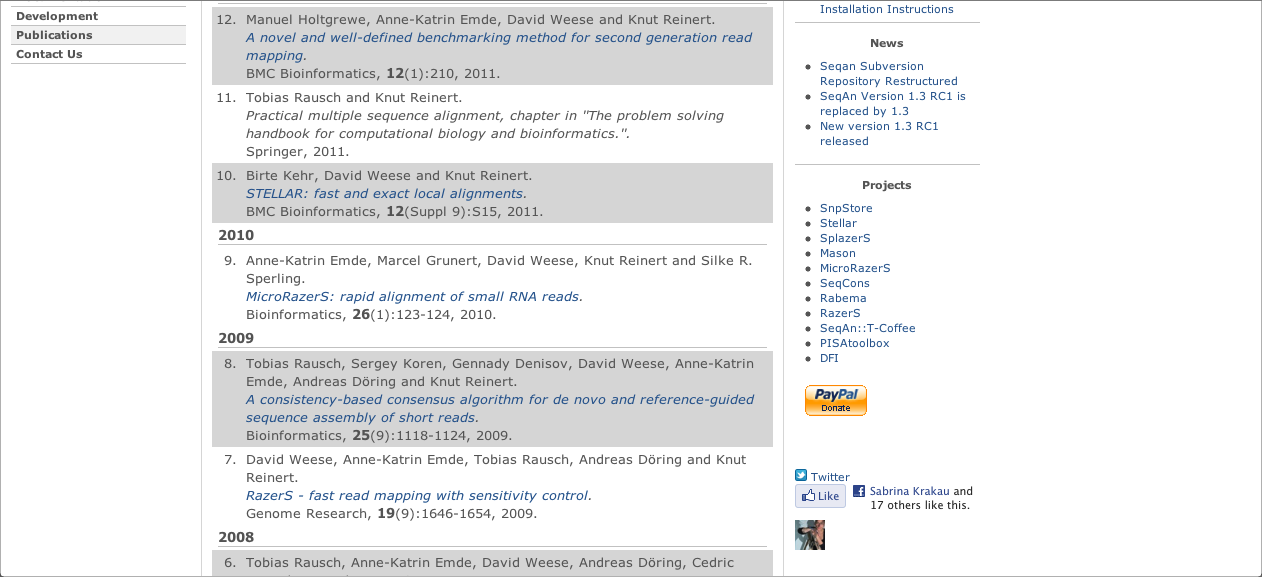 Development
Publications
Contact Us
12. Manuel Holtgrewe, Anne-Katrin Emde, David Weese and Knut Reinert.
A novel and well-defined benchmarking method for second generation read
mapping.
BMC Bioinformatics, 12(1):210, 2011.
11. Tobias Rausch and Knut Reinert.
Practical multiple sequence alignment, chapter in "The problem solving
handbook for computational biology and bioinformatics.".
Springer, 2011.
10. Birte Kehr, David Weese and Knut Reinert.
STELLAR: fast and exact local alignments.
BMC Bioinformatics, 12(Suppl 9):S15, 2011.
2010
9. Anne-Katrin Emde, Marcel Grunert, David Weese, Knut Reinert and Silke R.
Sperling.
MicroRazerS: rapid alignment of small RNA reads.
Bioinformatics, 26(1):123-124, 2010.
2009
8. Tobias Rausch, Sergey Koren, Gennady Denisov, David Weese, Anne-Katrin
Emde, Andreas Döring and Knut Reinert.
A consistency-based consensus algorithm for de novo and reference-guided
sequence assembly of short reads.
Bioinformatics, 25(9):1118-1124, 2009.
7. David Weese, Anne-Katrin Emde, Tobias Rausch, Andreas Döring and Knut
Reinert.
RazerS - fast read mapping with sensitivity control.
Genome Research, 19(9):1646-1654, 2009.
2008
6. Tobias Rausch, Anne-Katrin Emde, David Weese, Andreas Döring, Cedric
Installation Instructions
News
Seqan Subversion
Repository Restructured
SeqAn Version 1.3 RC1 is
replaced by 1.3
New version 1.3 RC1
released
Projects
SnpStore
Stellar
SplazerS
Mason
MicroRazerS
SeqCons
Rabema
RazerS
SeqAn::T-Coffee
PISAtoolbox
DFI
PayPal
Donate
Twitter
Like
Sabrina Krakau and
17 others like this.